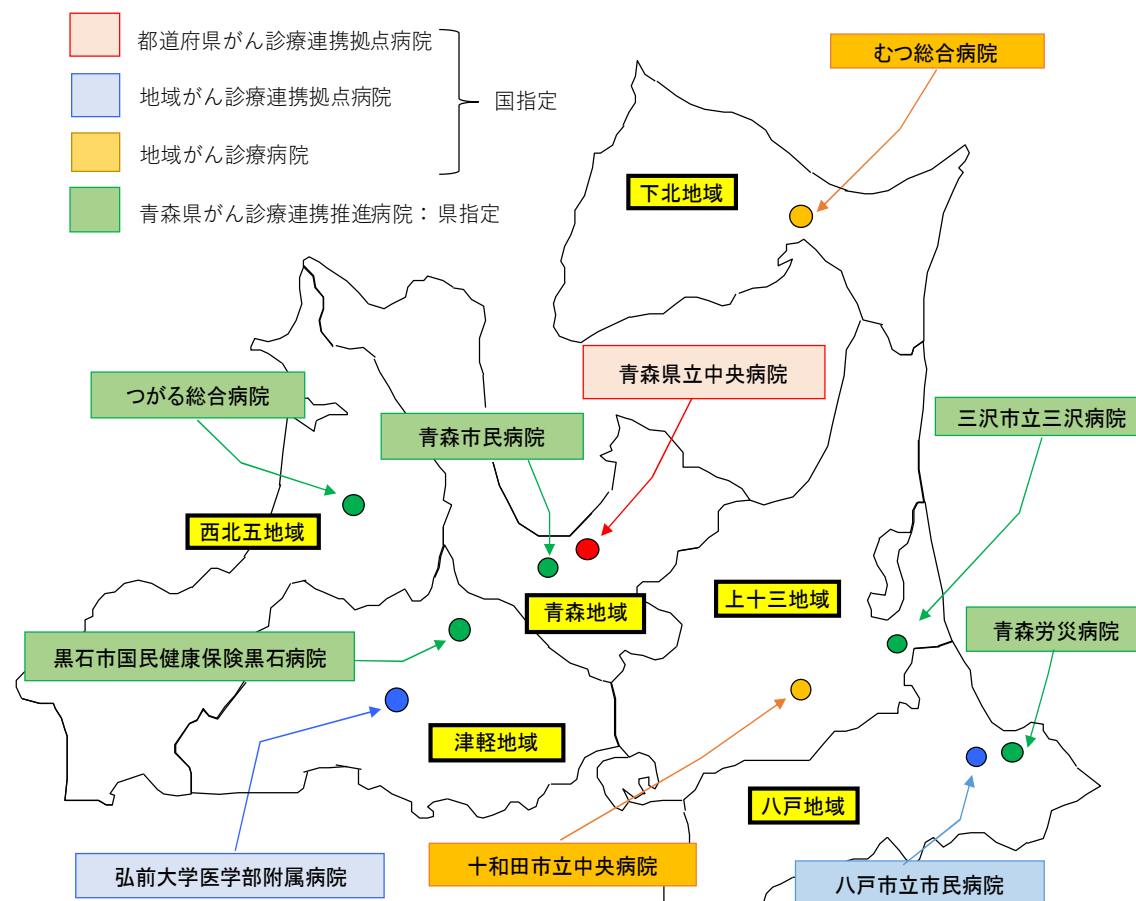 都道府県がん診療連携拠点病院
地域がん診療連携拠点病院
国指定
地域がん診療病院
青森県がん診療連携推進病院：県指定
むつ総合病院
下北地域
青森県立中央病院
つがる総合病院
青森市民病院
三沢市立三沢病院
西北五地域
青森地域
上十三地域
青森労災病院
黒石市国民健康保険黒石病院
津軽地域
八戸地域
弘前大学医学部附属病院
十和田市立中央病院
八戸市立市民病院